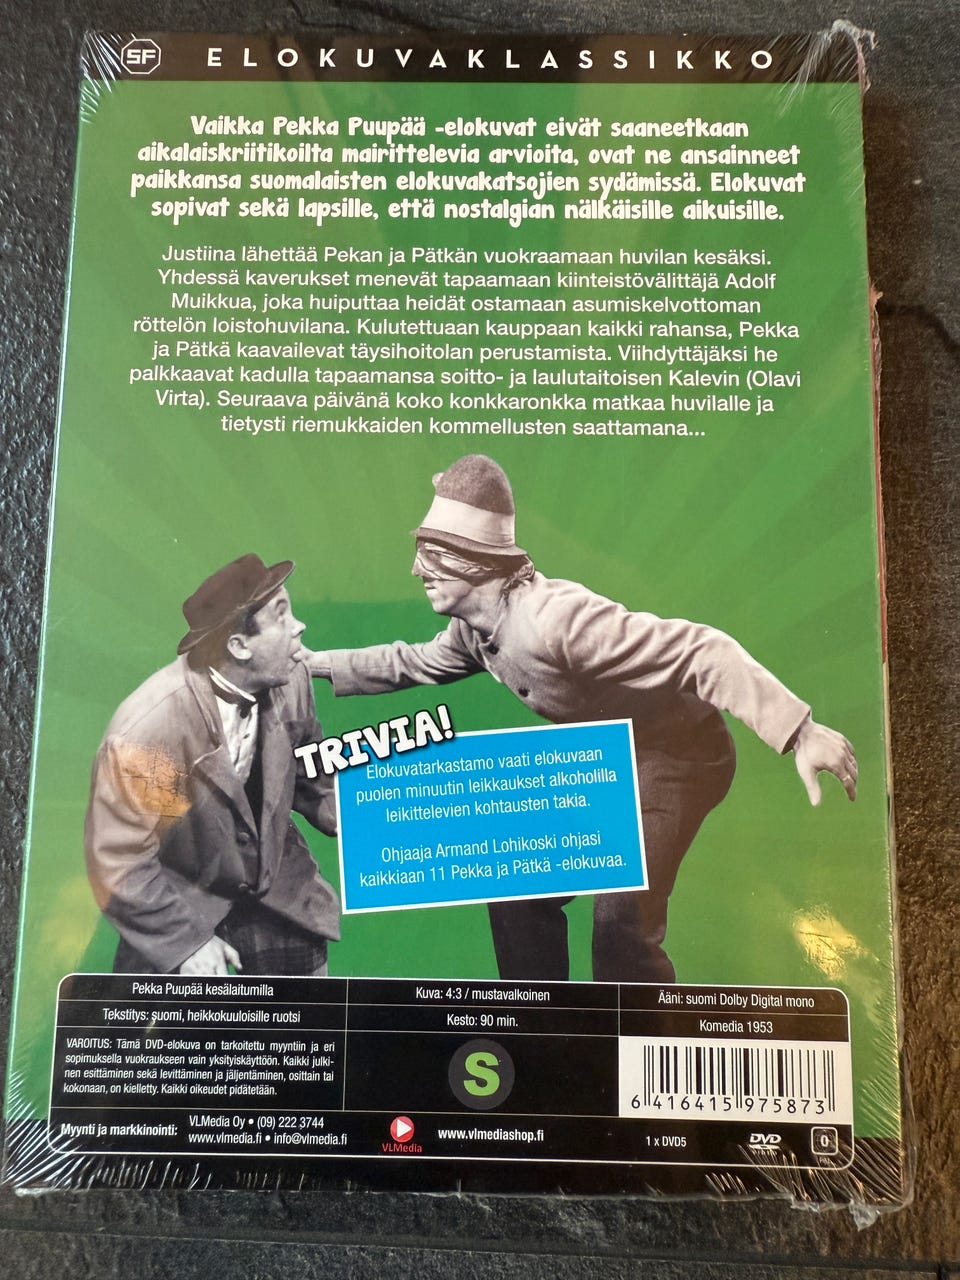 SF ELOKUVAKLASSIKKO
Vaikka Pekka Puupää -elokuvat eivät saaneetkaan
aikalaiskriitikoilta mairittelevia arvioita, ovat ne ansainneet
paikkansa suomalaisten elokuvakatsojien sydämissä. Elokuvat
sopivat sekä lapsille, että nostalgian nälkäisille aikuisille.
Justiina lähettää Pekan ja Pätkän vuokraamaan huvilan kesäksi.
Yhdessä kaverukset menevät tapaamaan kiinteistövälittäjä Adolf
Muikkua, joka huiputtaa heidät ostamaan asumiskelvottoman
röttelön loistohuvilana. Kulutettuaan kauppaan kaikki rahansa, Pekka
ja Pätkä kaavailevat täysihoitolan perustamista. Viihdyttäjäksi he
palkkaavat kadulla tapaamansa soitto- ja laulutaitoisen Kalevin (Olavi
Virta). Seuraava päivänä koko konkkaronkka matkaa huvilalle ja
tietysti riemukkaiden kommellusten saattamana...
TRIVIA!
Elokuvatarkastamo vaati elokuvaan
puolen minuutin leikkaukset alkoholilla
leikittelevien kohtausten takia.
Ohjaaja Armand Lohikoski ohjasi
kaikkiaan 11 Pekka ja Pätkä -elokuvaa.
Pekka Puupää kesälaitumilla
Tekstitys: suomi, heikkokuuloisille ruotsi
VAROITUS: Tämä DVD-elokuva on tarkoitettu myyntiin ja eri
sopimuksella vuokraukseen vain yksityiskäyttöön. Kaikki julki-
nen esittäminen sekä levittäminen ja jäljentäminen, osittain tai
kokonaan, on kielletty. Kaikki oikeudet pidätetään.
Kuva: 4:3 / mustavalkoinen
Kesto: 90 min.
S
Ääni: suomi Dolby Digital mono
Komedia 1953
6 416415 975873
Myynti ja markkinointi:
VLMedia Oy • (09) 222 3744
www.vlmedia.fi • info@vlmedia.fi
VLMedia
www.vlmediashop.fi
1 x DVD5
DVD
0